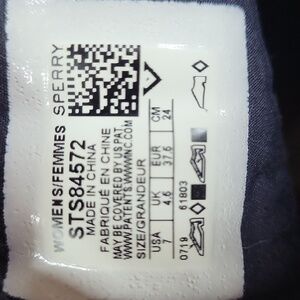 WOMENS/FEMMES SPERRY
STS84572
MADE IN CHINA
FABRIQUÉ EN CHINE
MAY BE COVERED BY US PAT
WWW.PATENTS.WWWINC.COM
SIZE/GRANDEUR
USA UK EUR CM
7 4.5 37.5 24
0719 61803